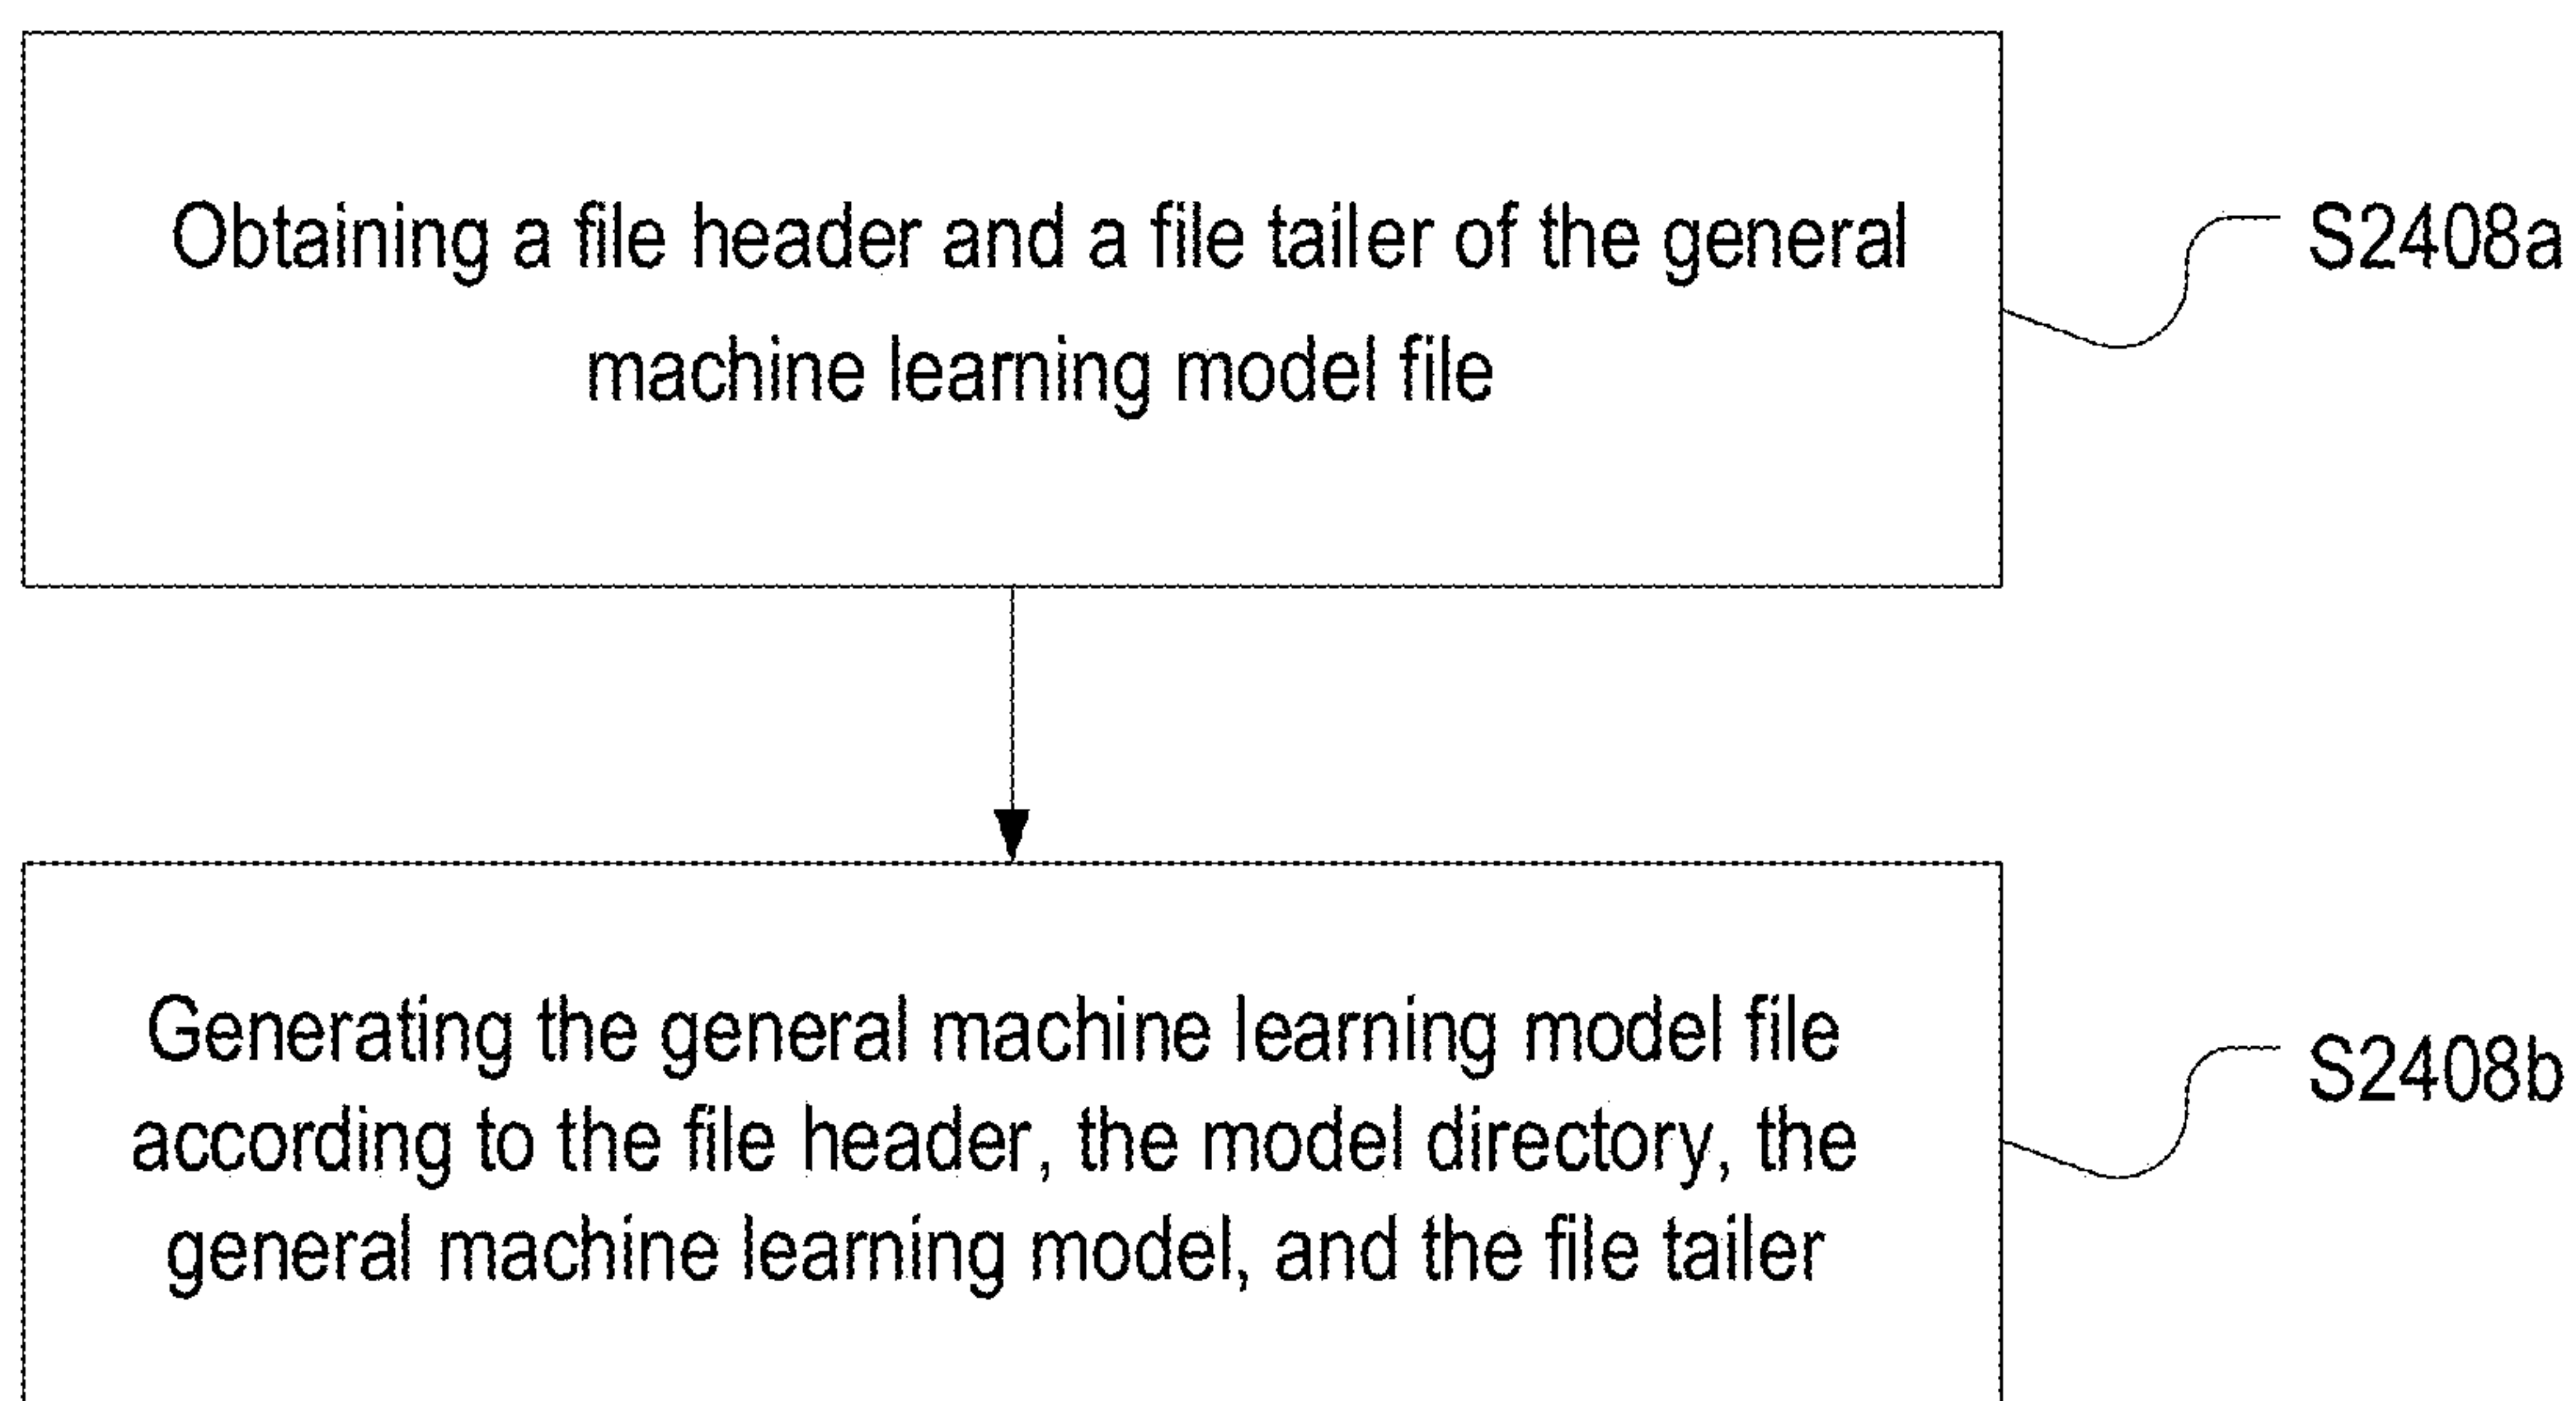 Obtaining a file header and a file tailer of the general
machine learning model file
S2408a
Generating the general machine learning model file
according to the file header, the model directory, the
general machine learning model, and the file tailer
S2408b